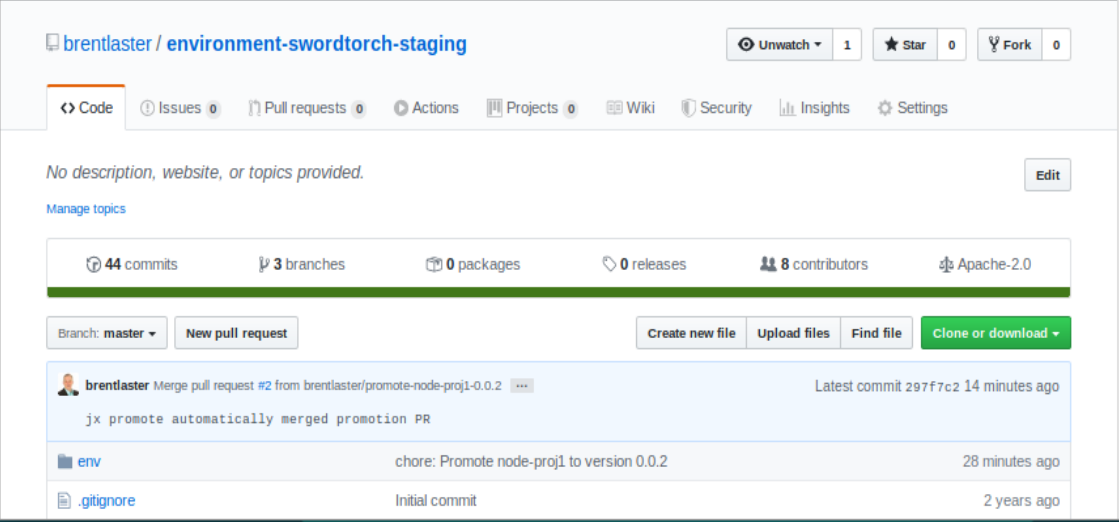 brentlaster / environment-swordtorch-staging
Unwatch 1 Star 0 Fork 0
Code Issues 0 Pull requests 0 Actions Projects 0 Wiki Security Insights Settings
No description, website, or topics provided. Edit
Manage topics
44 commits 3 branches 0 packages 0 releases 8 contributors Apache-2.0
Branch: master New pull request Create new file Upload files Find file Clone or download
brentlaster Merge pull request #2 from brentlaster/promote-node-proj1-0.0.2 ... Latest commit 297f7c2 14 minutes ago
jx promote automatically merged promotion PR
env chore: Promote node-proj1 to version 0.0.2 28 minutes ago
.gitignore Initial commit 2 years ago